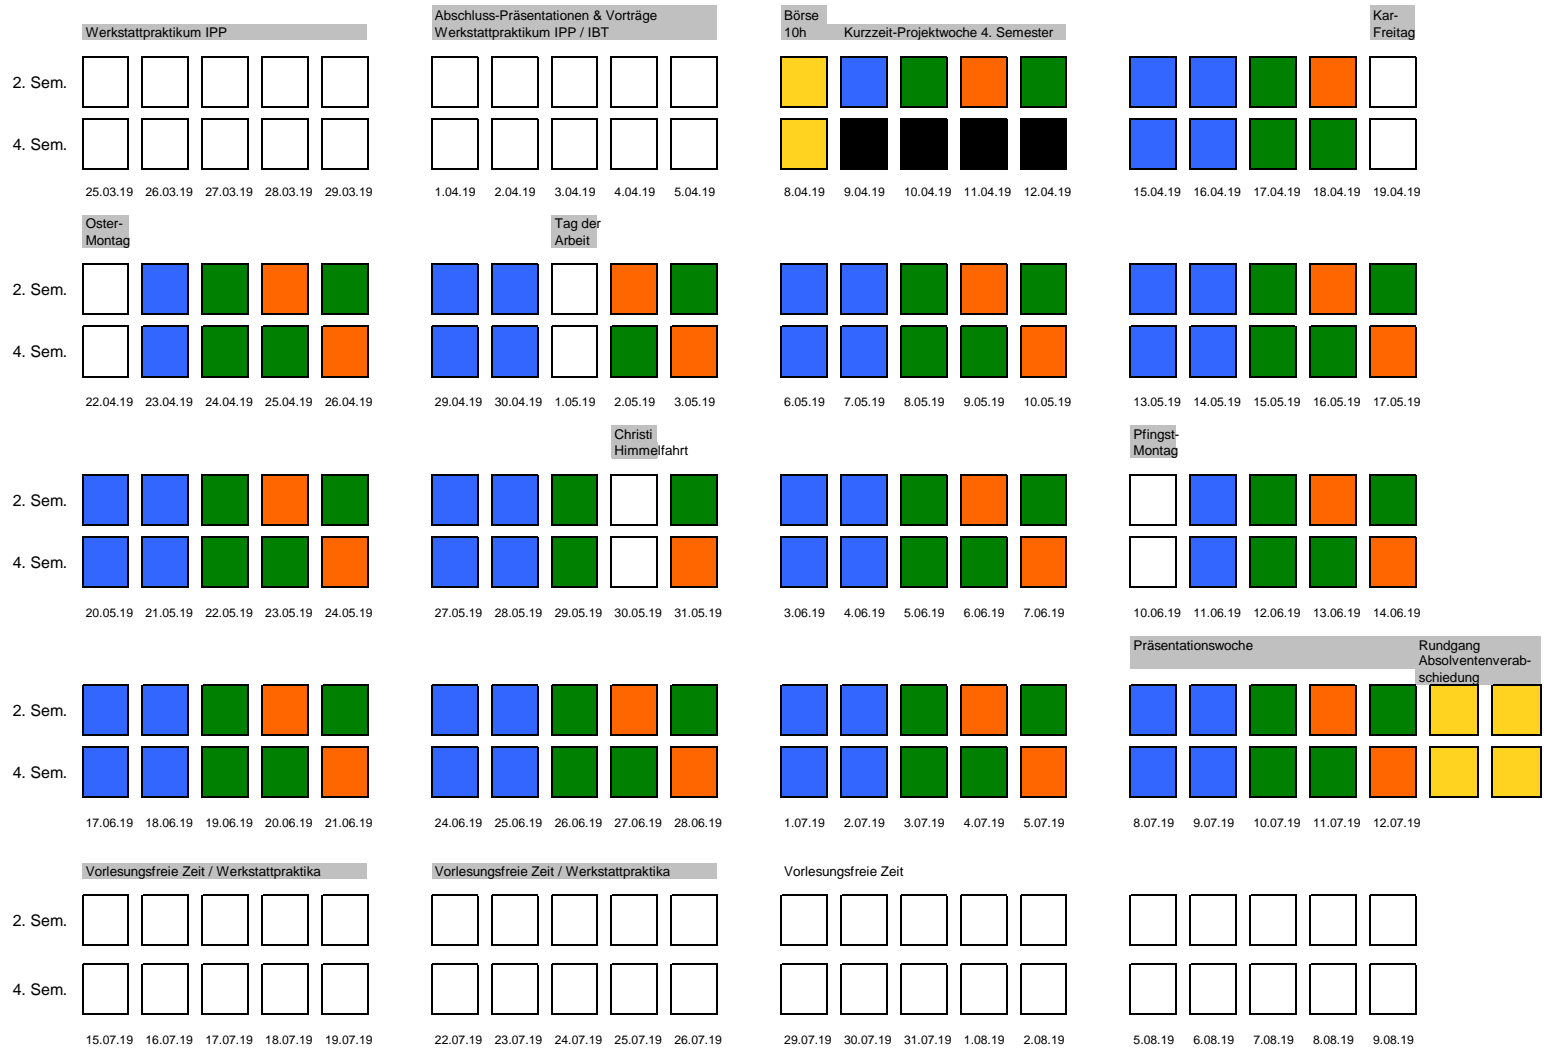 Werkstattpraktikum IPP
Abschluss-Präsentationen & Vorträge
Werkstattpraktikum IPP / IBT
Börse
10h Kurzzeit-Projektwoche 4. Semester
Kar-
Freitag
2. Sem.
4. Sem.
25.03.19 26.03.19 27.03.19 28.03.19 29.03.19 1.04.19 2.04.19 3.04.19 4.04.19 5.04.19 8.04.19 9.04.19 10.04.19 11.04.19 12.04.19 15.04.19 16.04.19 17.04.19 18.04.19 19.04.19
Oster-
Montag
Tag der
Arbeit
2. Sem.
4. Sem.
22.04.19 23.04.19 24.04.19 25.04.19 26.04.19 29.04.19 30.04.19 1.05.19 2.05.19 3.05.19 6.05.19 7.05.19 8.05.19 9.05.19 10.05.19 13.05.19 14.05.19 15.05.19 16.05.19 17.05.19
Christi
Himmelfahrt
Pfingst-
Montag
2. Sem.
4. Sem.
20.05.19 21.05.19 22.05.19 23.05.19 24.05.19 27.05.19 28.05.19 29.05.19 30.05.19 31.05.19 3.06.19 4.06.19 5.06.19 6.06.19 7.06.19 10.06.19 11.06.19 12.06.19 13.06.19 14.06.19
Präsentationswoche
Rundgang
Absolventenverab-
schiedung
2. Sem.
4. Sem.
17.06.19 18.06.19 19.06.19 20.06.19 21.06.19 24.06.19 25.06.19 26.06.19 27.06.19 28.06.19 1.07.19 2.07.19 3.07.19 4.07.19 5.07.19 8.07.19 9.07.19 10.07.19 11.07.19 12.07.19
Vorlesungsfreie Zeit / Werkstattpraktika Vorlesungsfreie Zeit / Werkstattpraktika Vorlesungsfreie Zeit
2. Sem.
4. Sem.
15.07.19 16.07.19 17.07.19 18.07.19 19.07.19 22.07.19 23.07.19 24.07.19 25.07.19 26.07.19 29.07.19 30.07.19 31.07.19 1.08.19 2.08.19 5.08.19 6.08.19 7.08.19 8.08.19 9.08.19